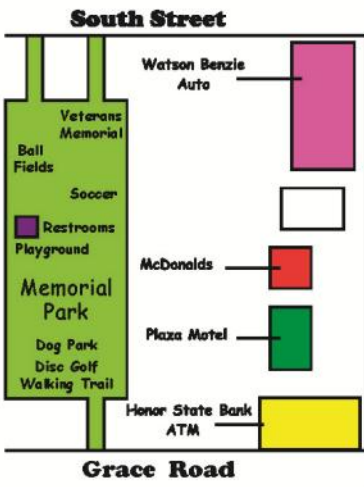 South Street
Watson Benzie
Auto
Veterans
Memorial
Ball
Fields
Soccer
Restrooms
Playground
McDonalds
Memorial
Park
Plaza Motel
Dog Park
Disc Golf
Walking Trail
Honor State Bank
ATM
Grace Road